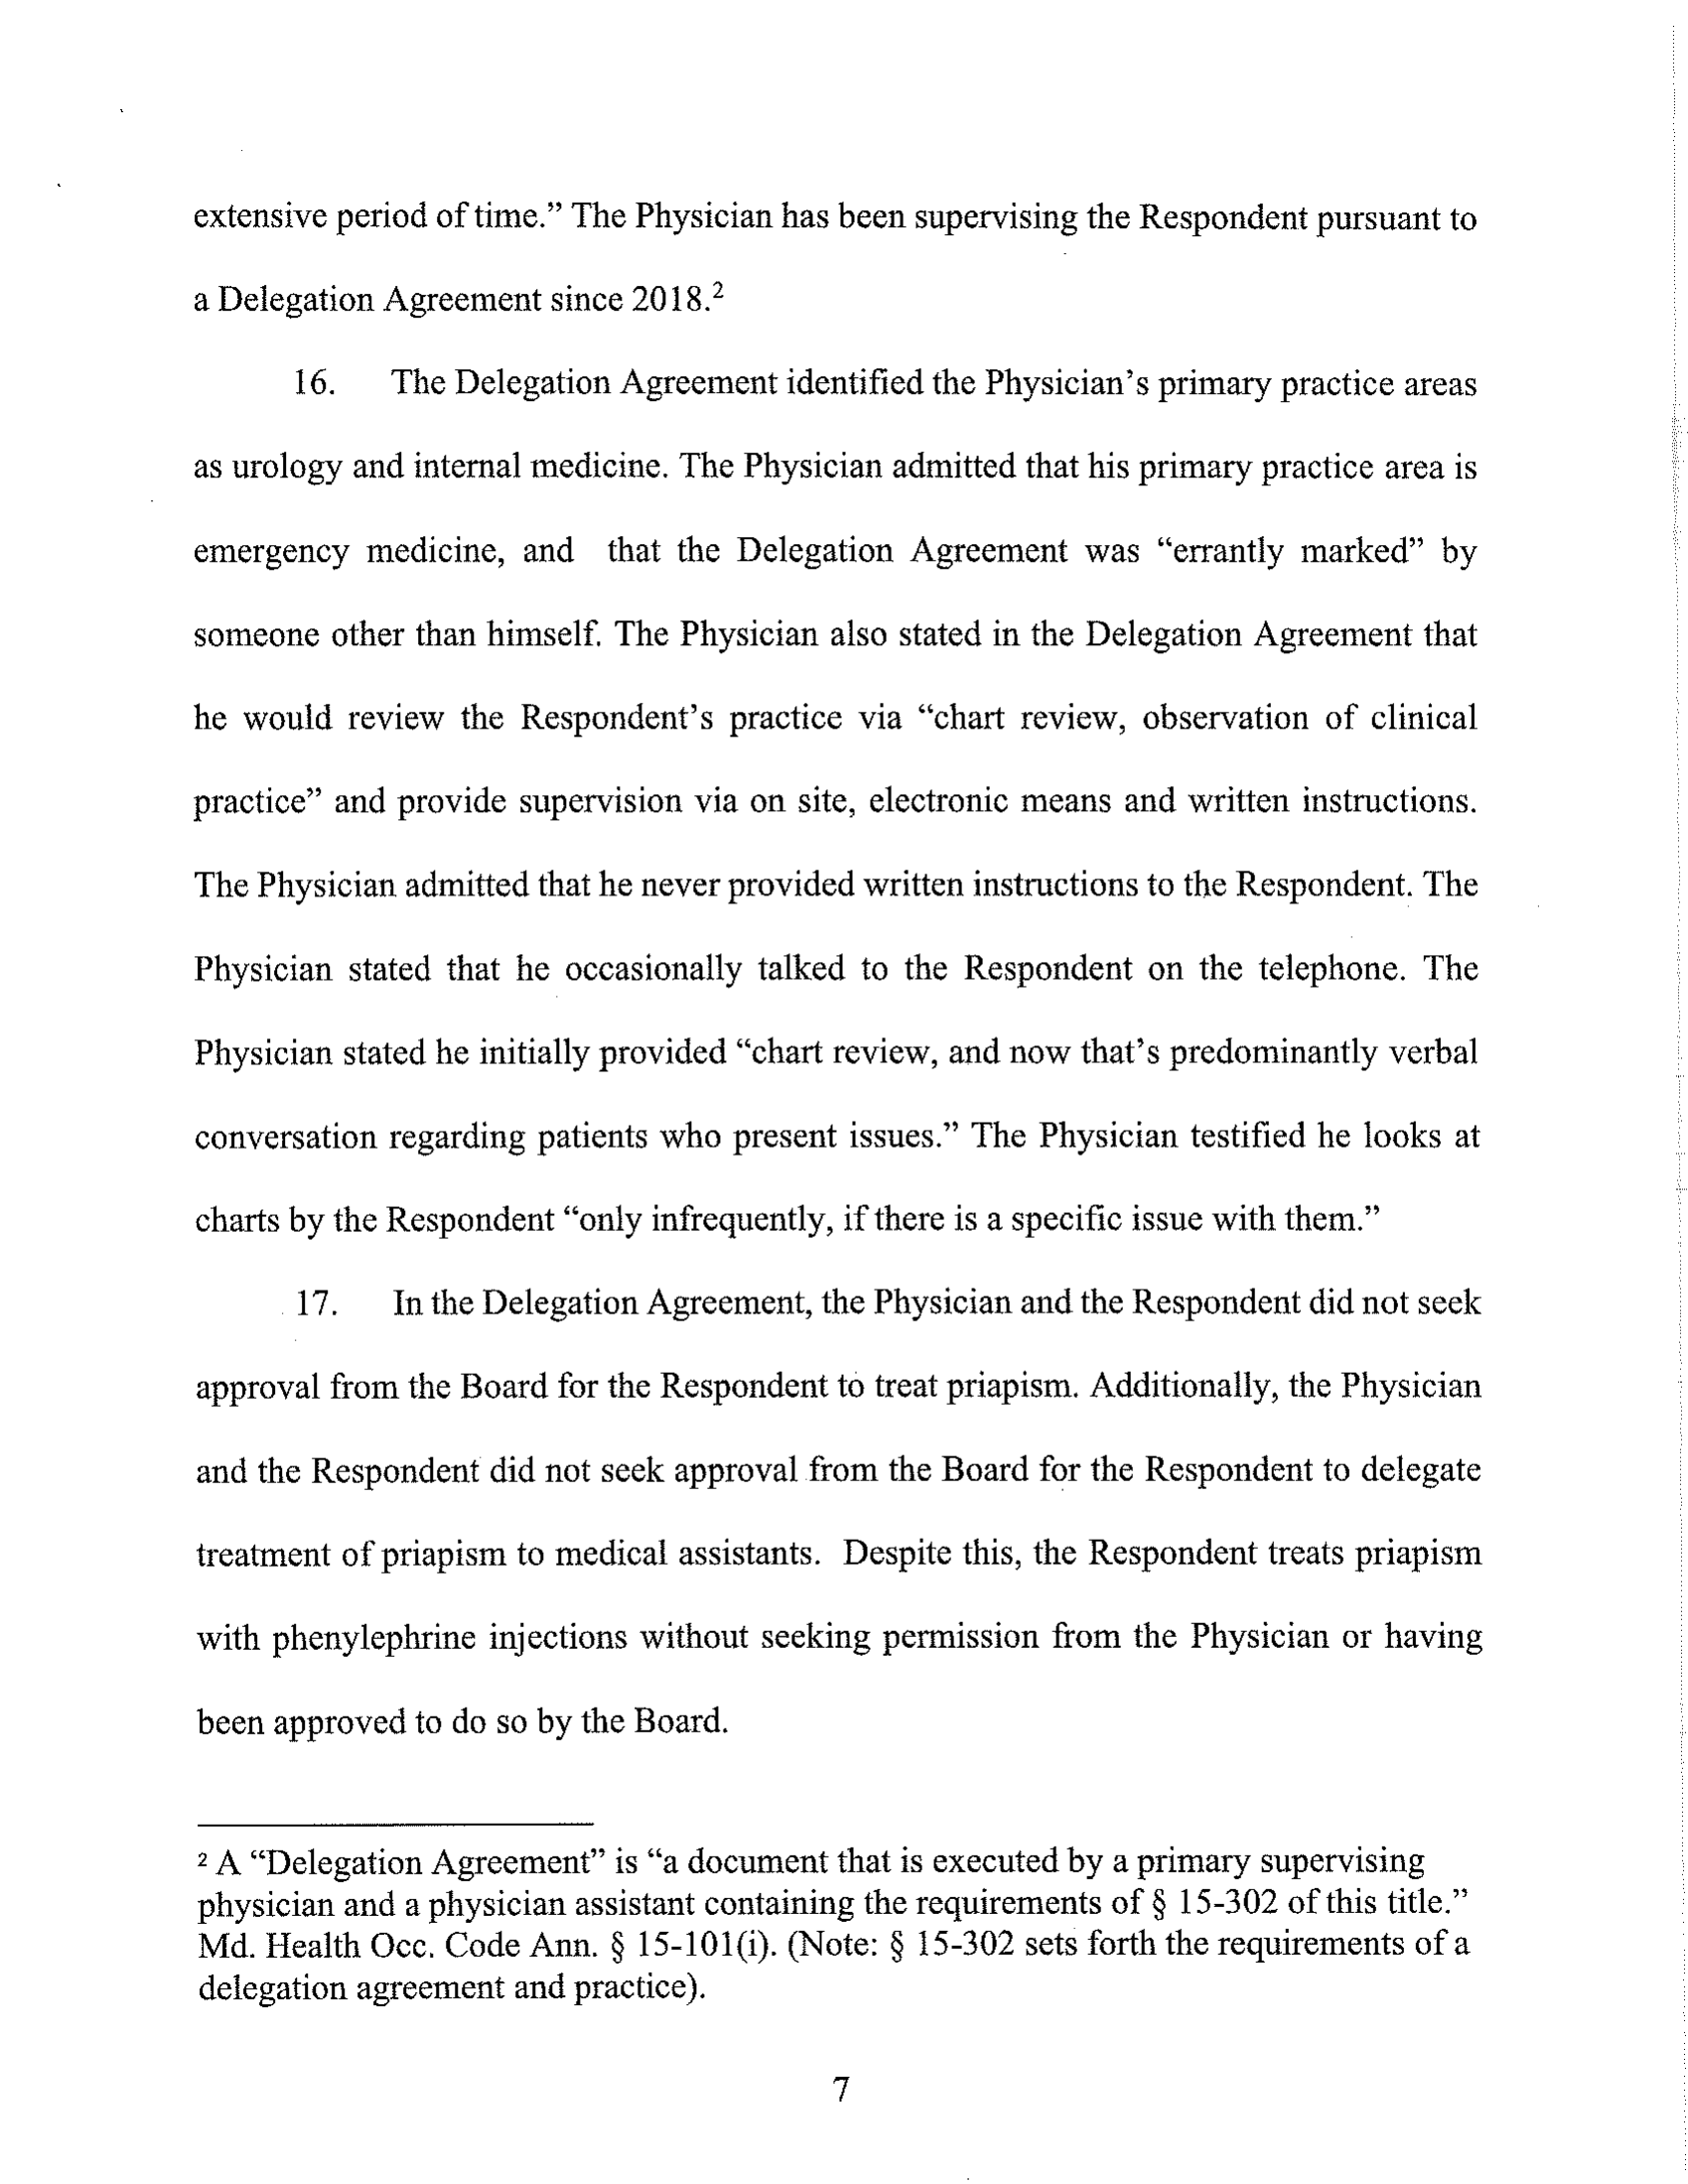 extensive period of time.” The Physician has been supervising the Respondent pursuant to
a Delegation Agreement since 2018.²
16. The Delegation Agreement identified the Physician’s primary practice areas
as urology and internal medicine. The Physician admitted that his primary practice area is
emergency medicine, and that the Delegation Agreement was “errantly marked” by
someone other than himself. The Physician also stated in the Delegation Agreement that
he would review the Respondent’s practice via “chart review, observation of clinical
practice” and provide supervision via on site, electronic means and written instructions.
The Physician admitted that he never provided written instructions to the Respondent. The
Physician stated that he occasionally talked to the Respondent on the telephone. The
Physician stated he initially provided “chart review, and now that’s predominantly verbal
conversation regarding patients who present issues.” The Physician testified he looks at
charts by the Respondent “only infrequently, if there is a specific issue with them.”
17. In the Delegation Agreement, the Physician and the Respondent did not seek
approval from the Board for the Respondent to treat priapism. Additionally, the Physician
and the Respondent did not seek approval from the Board for the Respondent to delegate
treatment of priapism to medical assistants. Despite this, the Respondent treats priapism
with phenylephrine injections without seeking permission from the Physician or having
been approved to do so by the Board.
² A “Delegation Agreement” is “a document that is executed by a primary supervising
physician and a physician assistant containing the requirements of § 15-302 of this title.”
Md. Health Occ. Code Ann. § 15-101(i). (Note: § 15-302 sets forth the requirements of a
delegation agreement and practice).
7